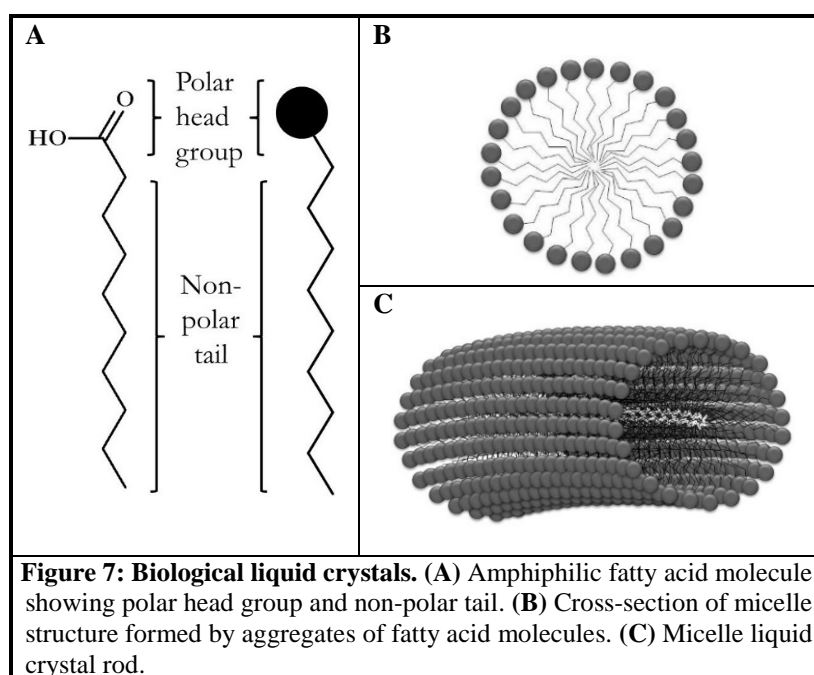 A
Polar
head
group
O
HO
Non-
polar
tail
B
C
Figure 7: Biological liquid crystals. (A) Amphiphilic fatty acid molecule
showing polar head group and non-polar tail. (B) Cross-section of micelle
structure formed by aggregates of fatty acid molecules. (C) Micelle liquid
crystal rod.